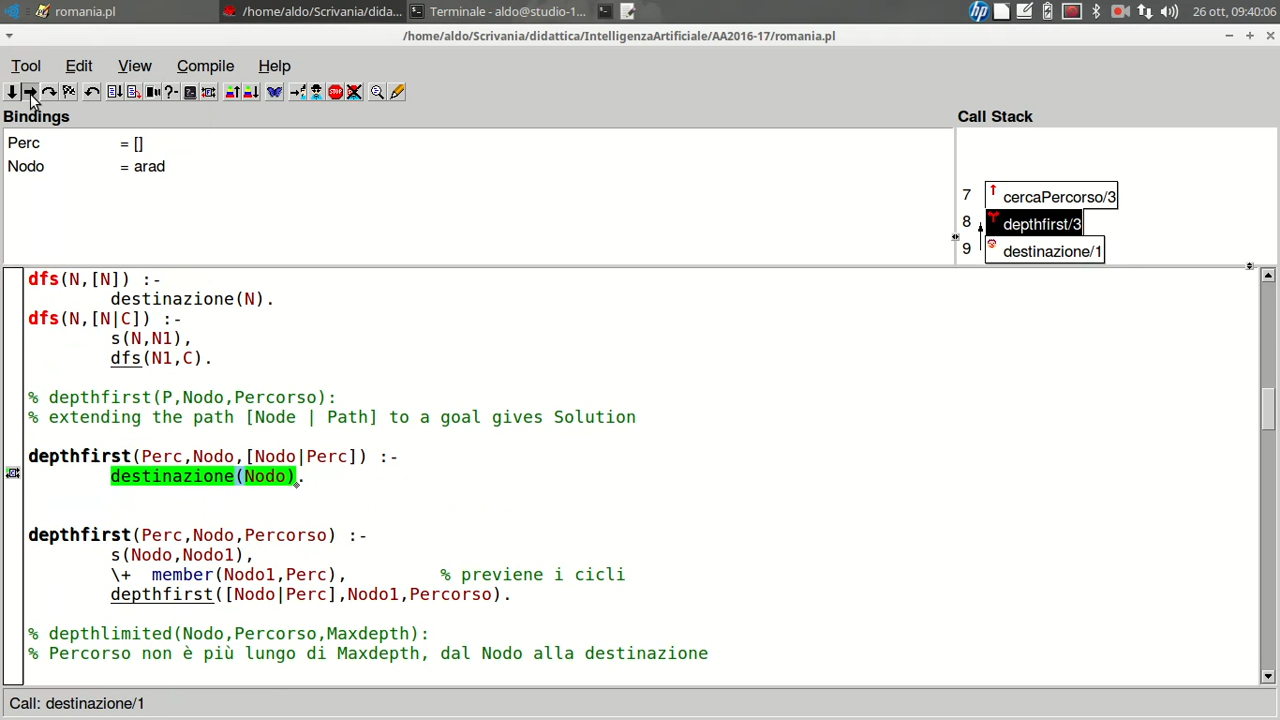 romania.pl
/home/aldo/Scrivania/dida...
Terminale - aldo@studio-1...
hp
26 ott, 09:40:06
/home/aldo/Scrivania/didattica/IntelligenzaArtificiale/AA2016-17/romania.pl
Tool Edit View Compile Help
Bindings
Call Stack
Perc = []
Nodo = arad
7 cercaPercorso/3
8 depthfirst/3
9 destinazione/1
dfs(N,[N]) :-
destinazione(N).
dfs(N,[N|C]) :-
s(N,N1),
dfs(N1,C).
% depthfirst(P,Nodo,Percorso):
% extending the path [Node | Path] to a goal gives Solution
depthfirst(Perc,Nodo,[Nodo|Perc]) :-
destinazione(Nodo).
depthfirst(Perc,Nodo,Percorso) :-
s(Nodo,Nodo1),
\+ member(Nodo1,Perc), % previene i cicli
depthfirst([Nodo|Perc],Nodo1,Percorso).
% depthlimited(Nodo,Percorso,Maxdepth):
% Percorso non è più lungo di Maxdepth, dal Nodo alla destinazione
Call: destinazione/1